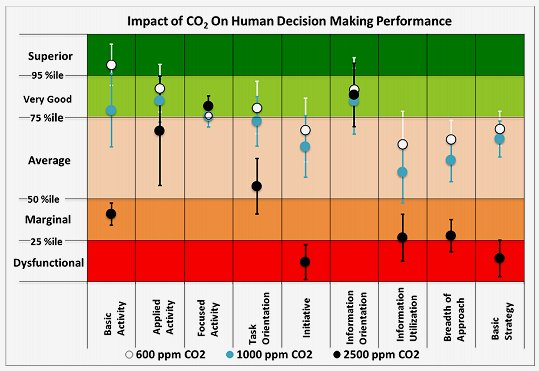 Impact of CO2 On Human Decision Making Performance
Superior
95 %ile
Very Good
75 %ile
Average
50 %ile
Marginal
25 %ile
Dysfunctional
Basic
Activity
Applied
Activity
Focused
Activity
Task
Orientation
Initiative
Information
Orientation
Information
Utilization
Breadth of
Approach
Basic
Strategy
600 ppm CO2 1000 ppm CO2 2500 ppm CO2